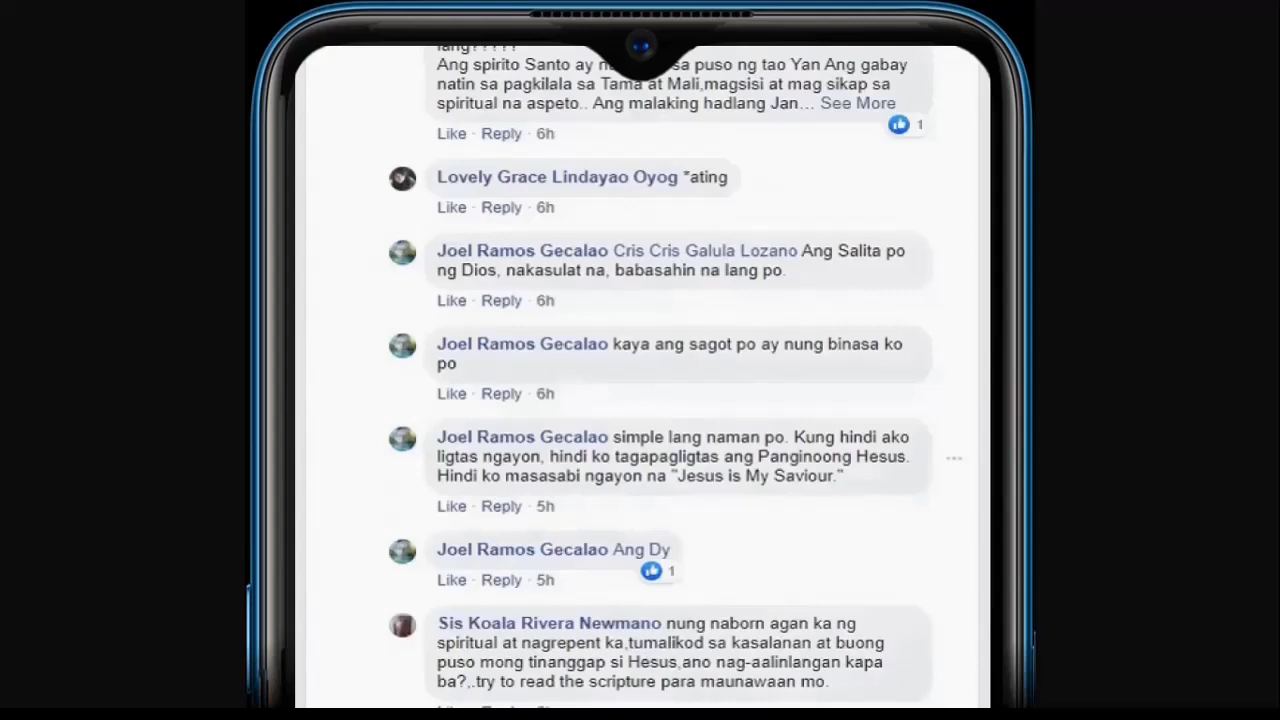 lang?????
Ang spirito Santo ay sa puso ng tao Yan Ang gabay
natin sa pagkilala sa Tama at Mali,magsisi at mag sikap sa
spiritual na aspeto.. Ang malaking hadlang Jan... See More
1
Like · Reply · 6h
Lovely Grace Lindayao Oyog *ating
Like · Reply · 6h
Joel Ramos Gecalao Cris Cris Galula Lozano Ang Salita po
ng Dios, nakasulat na, babasahin na lang po.
Like · Reply · 6h
Joel Ramos Gecalao kaya ang sagot po ay nung binasa ko
po
Like · Reply · 6h
Joel Ramos Gecalao simple lang naman po. Kung hindi ako
ligtas ngayon, hindi ko tagapagligtas ang Panginoong Hesus.
Hindi ko masasabi ngayon na "Jesus is My Saviour."
Like · Reply · 5h
Joel Ramos Gecalao Ang Dy
1
Like · Reply · 5h
Sis Koala Rivera Newmano nung naborn agan ka ng
spiritual at nagrepent ka,tumalikod sa kasalanan at buong
puso mong tinanggap si Hesus,ano nag-aalinlangan kapa
ba?,.try to read the scripture para maunawaan mo.